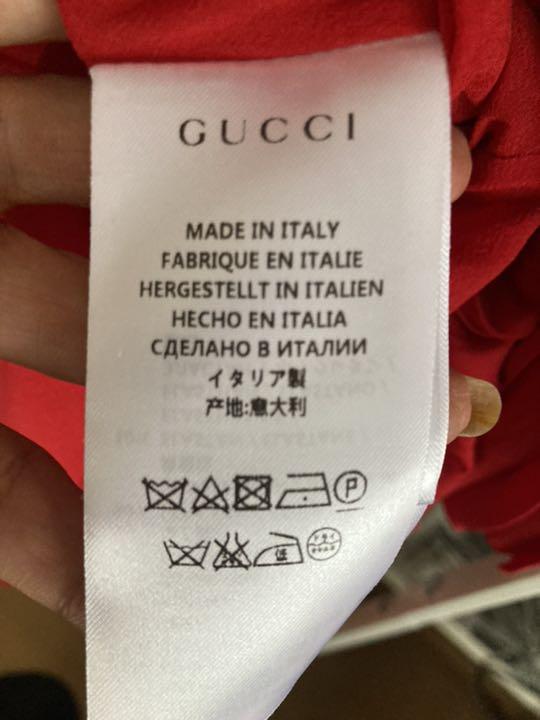 GUCCI
MADE IN ITALY
FABRIQUE EN ITALIE
HERGESTELLT IN ITALIEN
HECHO EN ITALIA
СДЕЛАНО В ИТАЛИИ
イタリア製
产地:意大利
P